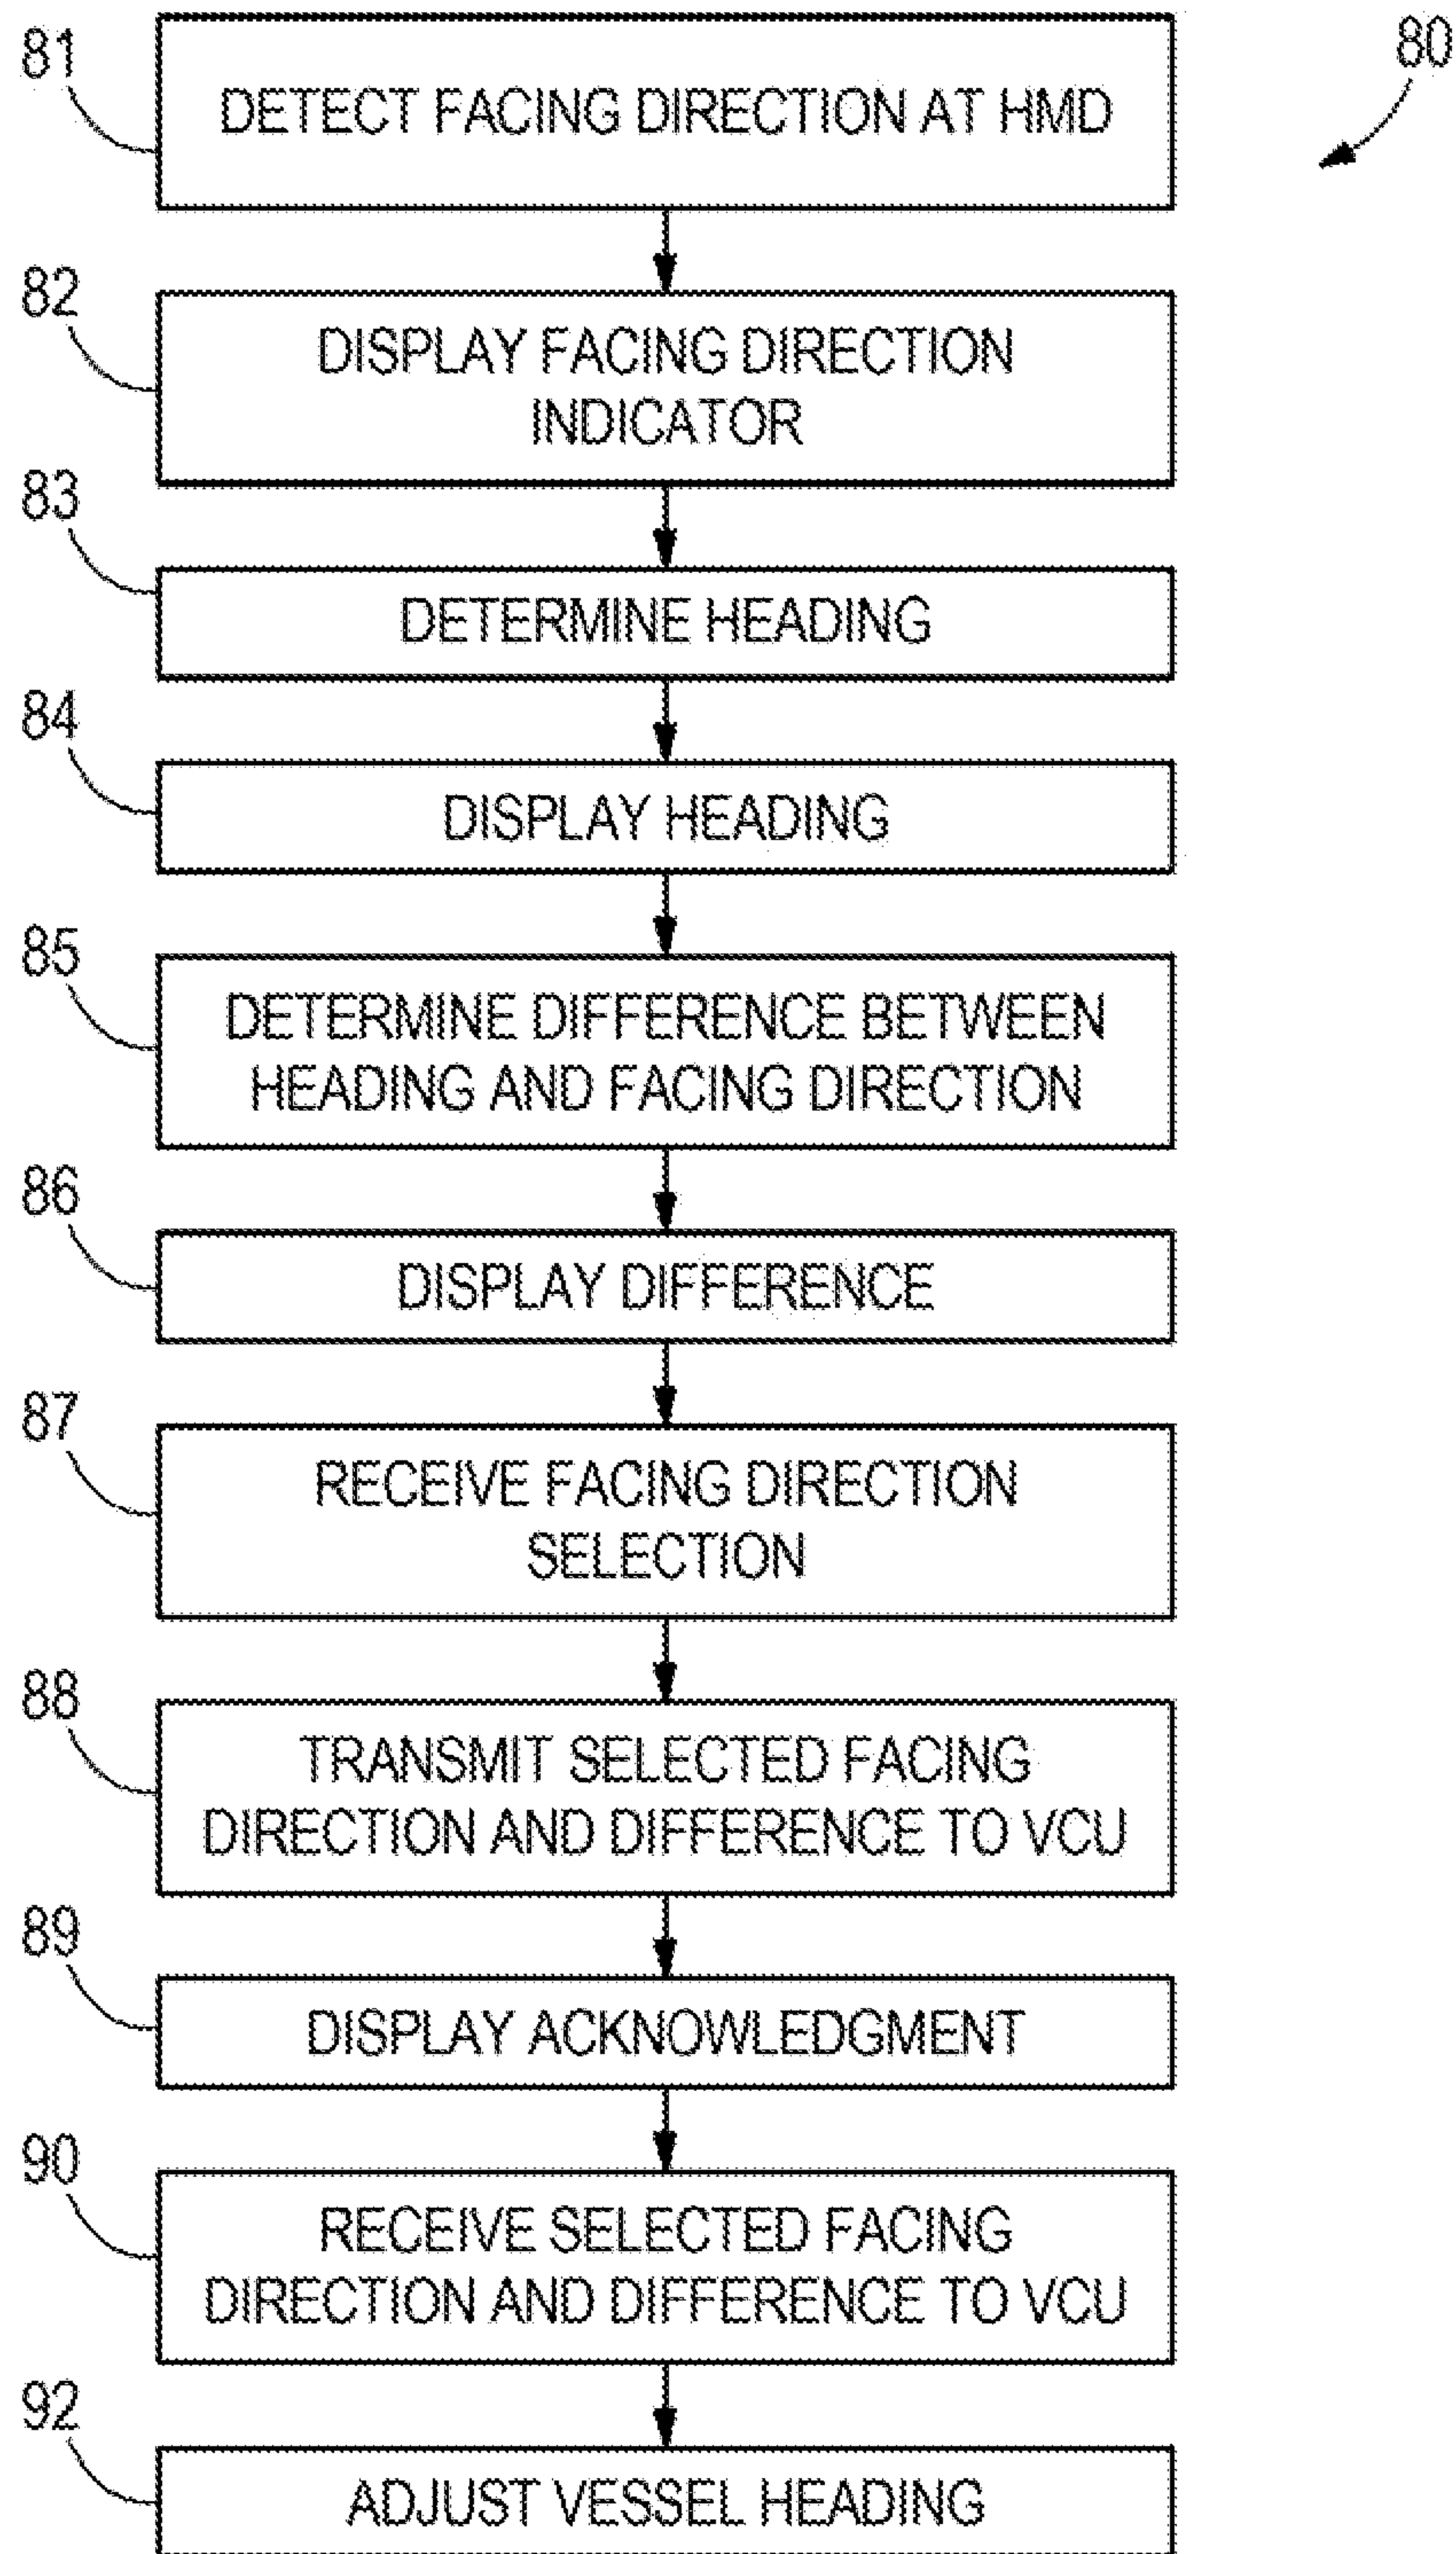 80
81
DETECT FACING DIRECTION AT HMD
82
DISPLAY FACING DIRECTION
INDICATOR
83
DETERMINE HEADING
84
DISPLAY HEADING
85
DETERMINE DIFFERENCE BETWEEN
HEADING AND FACING DIRECTION
86
DISPLAY DIFFERENCE
87
RECEIVE FACING DIRECTION
SELECTION
88
TRANSMIT SELECTED FACING
DIRECTION AND DIFFERENCE TO VCU
89
DISPLAY ACKNOWLEDGMENT
90
RECEIVE SELECTED FACING
DIRECTION AND DIFFERENCE TO VCU
92
ADJUST VESSEL HEADING